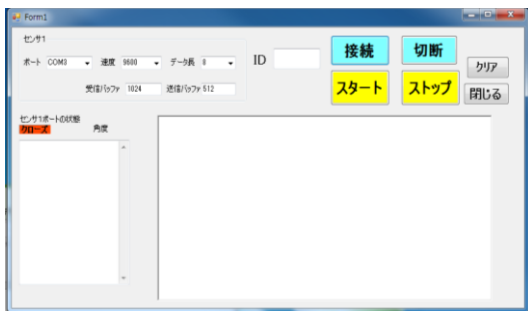 Form1
センサ1
ポート COM3 速度 9600 データ長 8 ID
受信バッファ 1024 送信バッファ 512
接続 切断
スタート ストップ
クリア
閉じる
センサ1ポートの状態
クローズ 角度